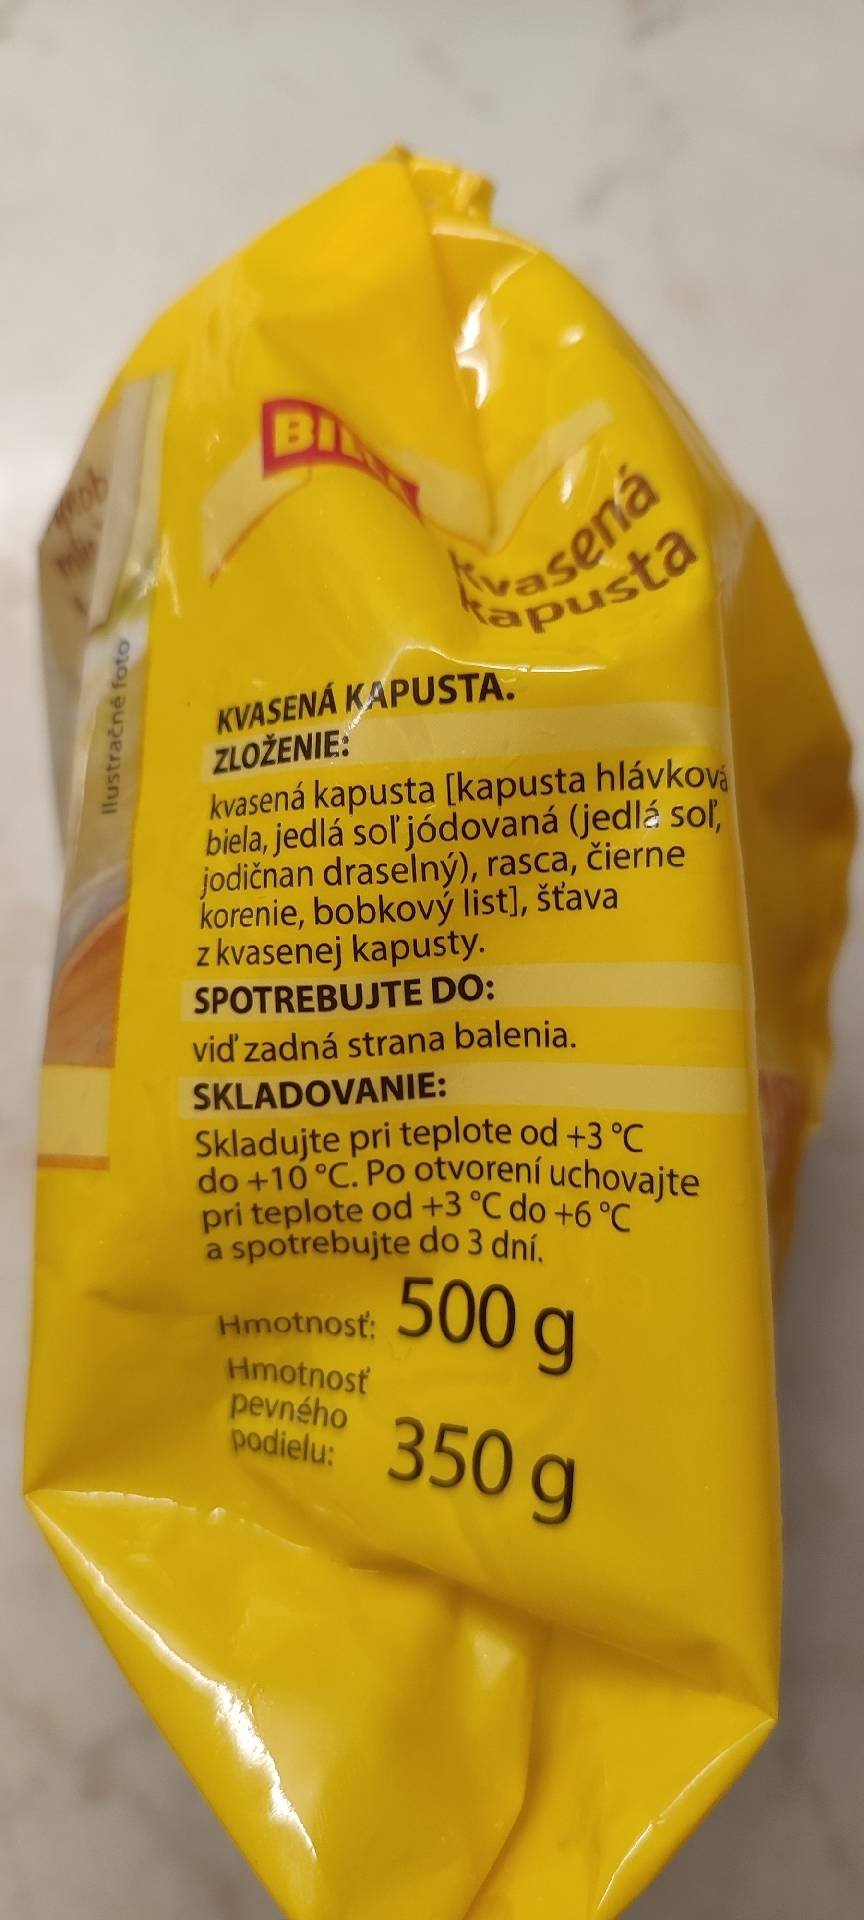 Kvasená
kapusta
Ilustračné foto
KVASENÁ KAPUSTA.
ZLOŽENIE:
kvasená kapusta [kapusta hlávková
biela, jedlá soľ jódovaná (jedlá soľ,
jodičnan draselný), rasca, čierne
korenie, bobkový list], šťava
z kvasenej kapusty.
SPOTREBUJTE DO:
viď zadná strana balenia.
SKLADOVANIE:
Skladujte pri teplote od +3 °C
do +10 °C. Po otvorení uchovajte
pri teplote od +3 °C do +6 °C
a spotrebujte do 3 dní.
Hmotnosť: 500 g
Hmotnosť
pevného
podielu: 350 g